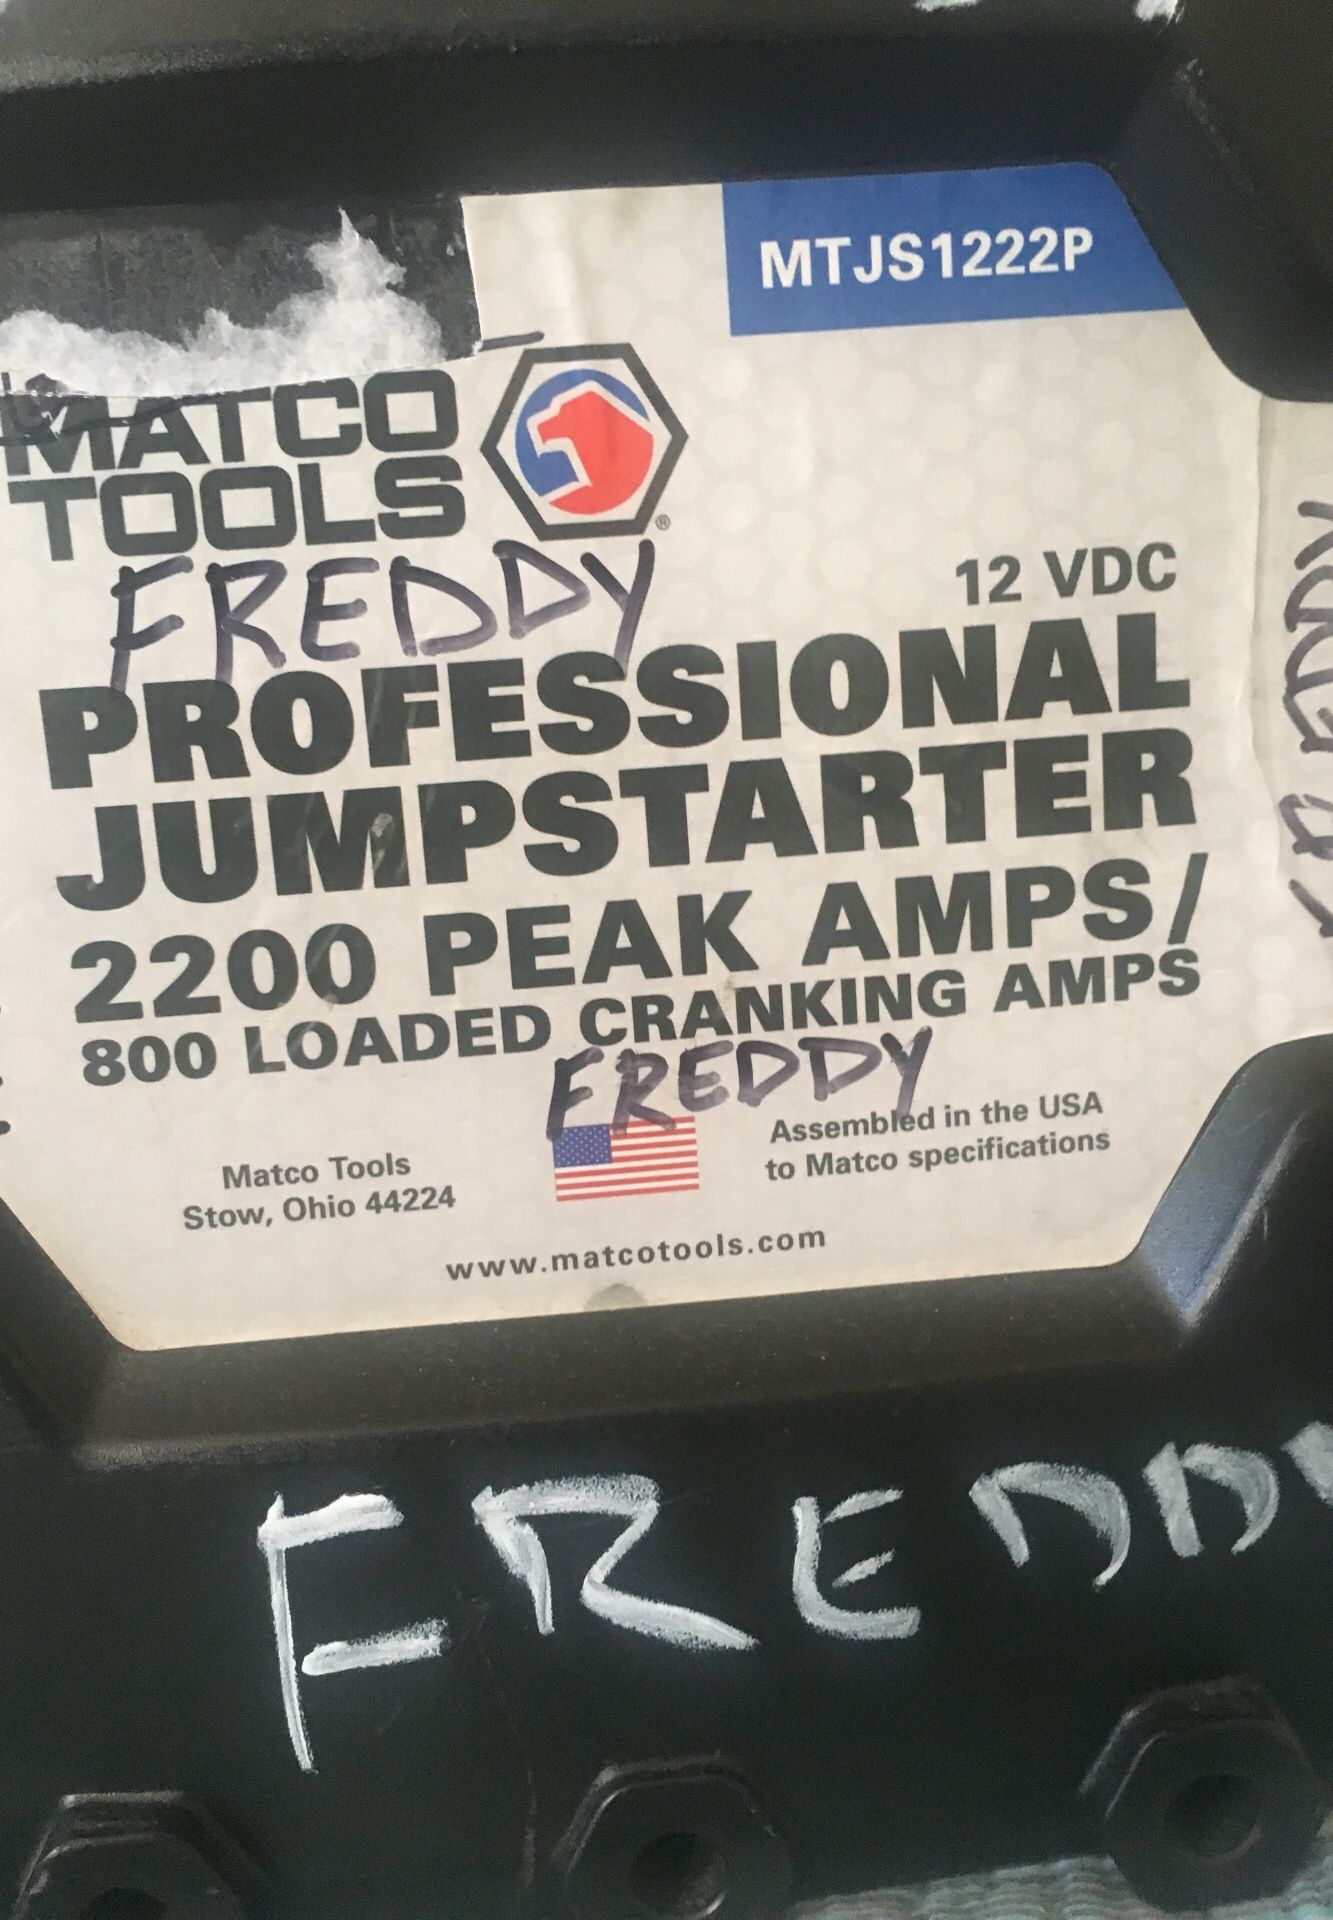 MTJS1222P
MATCO
TOOLS
®
FREDDY
12 VDC
PROFESSIONAL
JUMPSTARTER
2200 PEAK AMPS/
800 LOADED CRANKING AMPS
FREDDY
Matco Tools
Stow, Ohio 44224
Assembled in the USA
to Matco specifications
www.matcotools.com
FREDDY